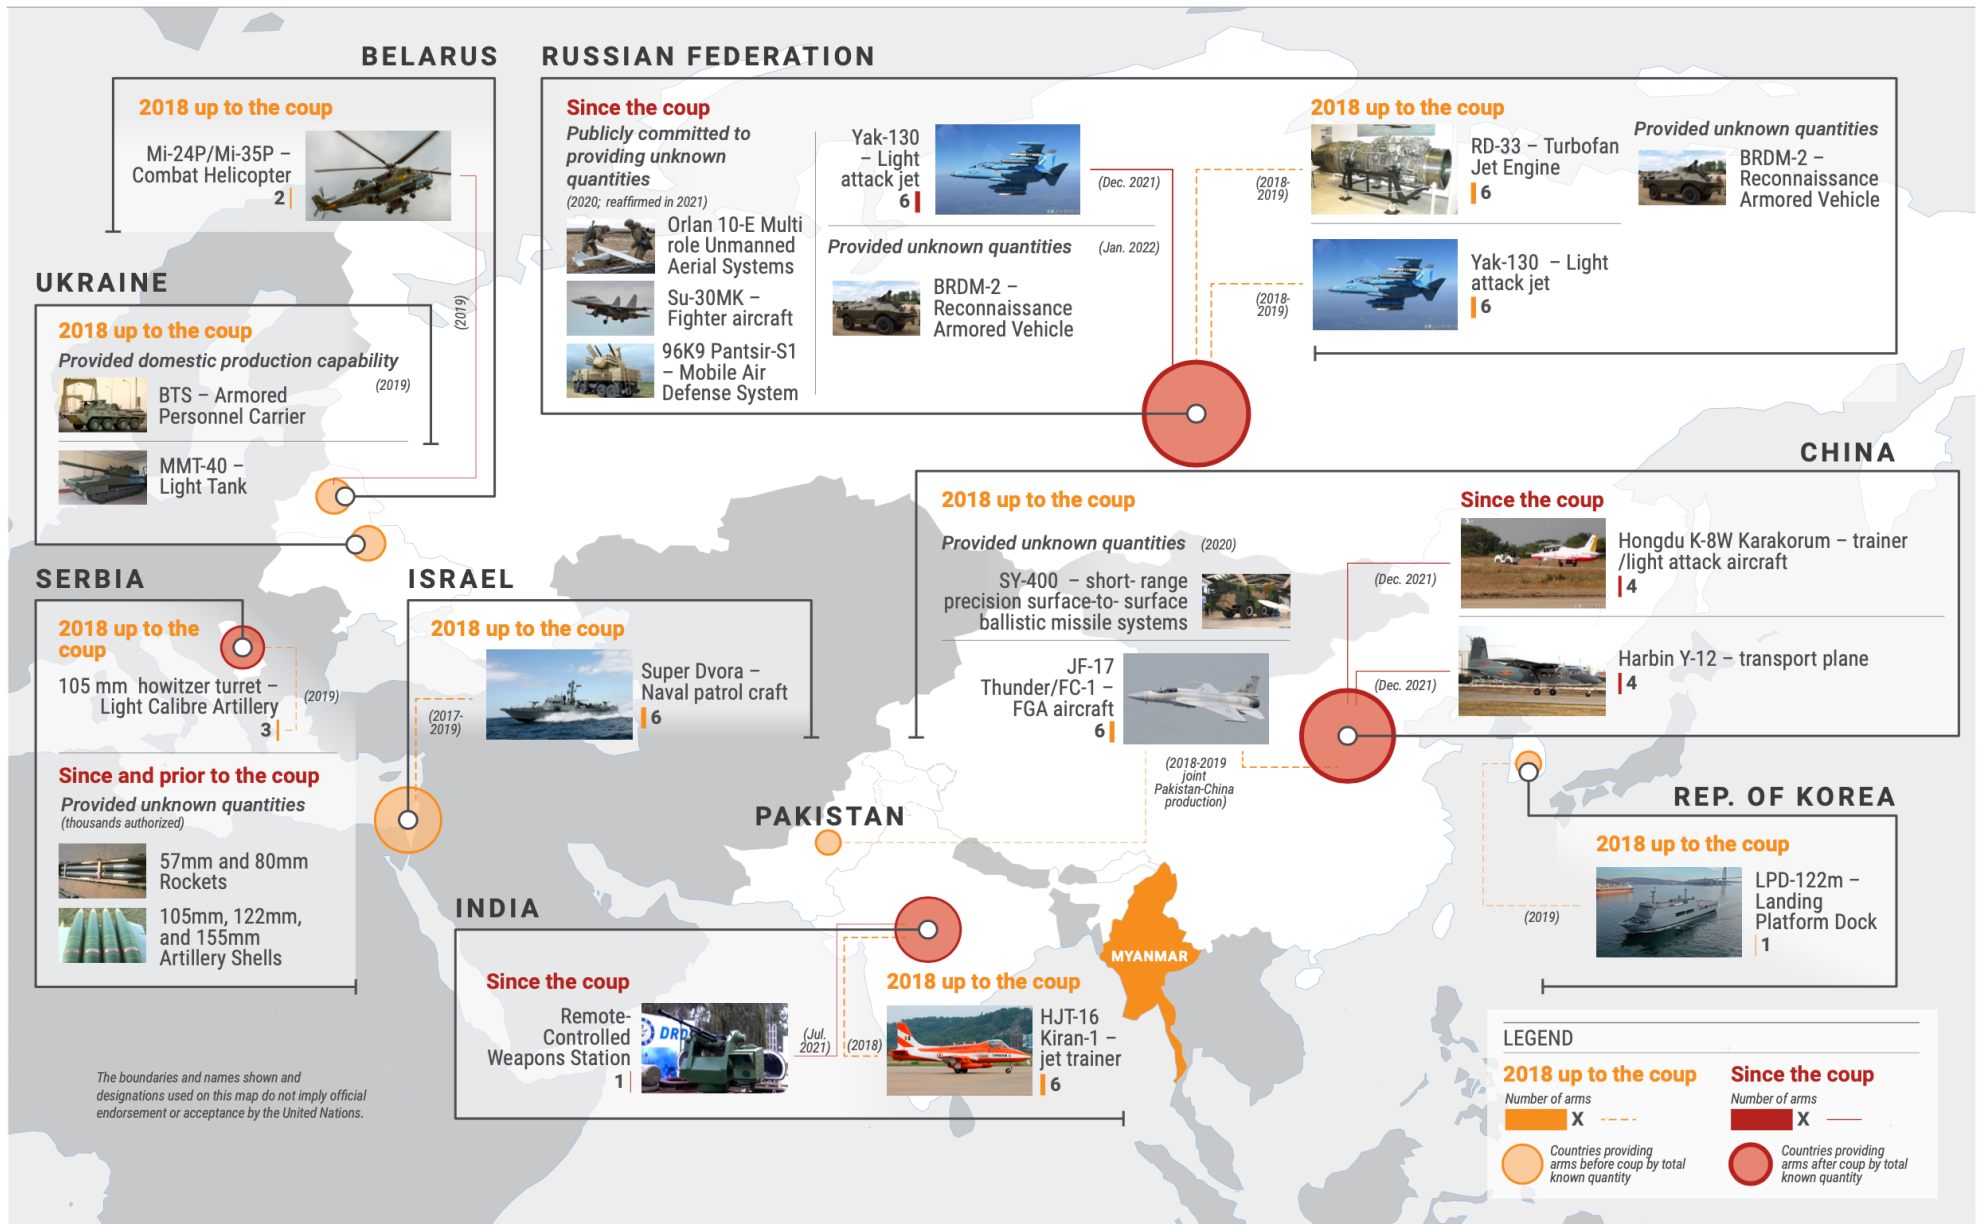 BELARUS
2018 up to the coup
Mi-24P/Mi-35P –
Combat Helicopter
2
(2019)
RUSSIAN FEDERATION
Since the coup
Publicly committed to
providing unknown
quantities
(2020; reaffirmed in 2021)
Orlan 10-E Multi
role Unmanned
Aerial Systems
Su-30MK –
Fighter aircraft
96K9 Pantsir-S1
– Mobile Air
Defense System
Yak-130
– Light
attack jet
6
(Dec. 2021)
Provided unknown quantities
(Jan. 2022)
BRDM-2 –
Reconnaissance
Armored Vehicle
2018 up to the coup
(2018-
2019)
RD-33 – Turbofan
Jet Engine
6
Provided unknown quantities
BRDM-2 –
Reconnaissance
Armored Vehicle
(2018-
2019)
Yak-130 – Light
attack jet
6
UKRAINE
2018 up to the coup
Provided domestic production capability
(2019)
BTS – Armored
Personnel Carrier
MMT-40 –
Light Tank
CHINA
2018 up to the coup
Provided unknown quantities (2020)
SY-400 – short- range
precision surface-to- surface
ballistic missile systems
JF-17
Thunder/FC-1 –
FGA aircraft
6
(2018-2019
joint
Pakistan-China
production)
Since the coup
(Dec. 2021)
Hongdu K-8W Karakorum – trainer
/light attack aircraft
4
(Dec. 2021)
Harbin Y-12 – transport plane
4
SERBIA
2018 up to the
coup
105 mm howitzer turret –
Light Calibre Artillery
3
(2019)
Since and prior to the coup
Provided unknown quantities
(thousands authorized)
57mm and 80mm
Rockets
105mm, 122mm,
and 155mm
Artillery Shells
ISRAEL
2018 up to the coup
(2017-
2019)
Super Dvora –
Naval patrol craft
6
PAKISTAN
REP. OF KOREA
2018 up to the coup
(2019)
LPD-122m –
Landing
Platform Dock
1
INDIA
Since the coup
Remote-
Controlled
Weapons Station
1
DRD
(Jul.
2021)
(2018)
2018 up to the coup
HJT-16
Kiran-1 –
jet trainer
6
MYANMAR
The boundaries and names shown and
designations used on this map do not imply official
endorsement or acceptance by the United Nations.
LEGEND
2018 up to the coup
Number of arms
X
Countries providing
arms before coup by total
known quantity
Since the coup
Number of arms
X
Countries providing
arms after coup by total
known quantity